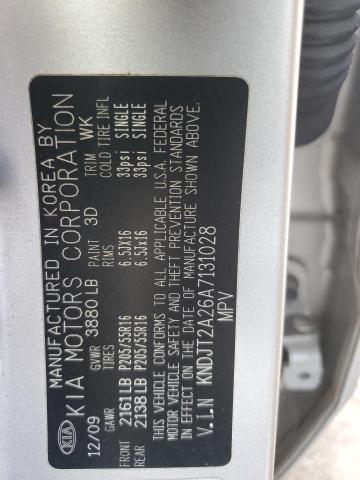 KIA
MANUFACTURED IN KOREA BY
KIA MOTORS CORPORATION
12/09 GVWR 3880LB PAINT 3D TRIM WK
GAWR TIRES RIMS COLD TIRE INFL
FRONT 2161LB P205/55R16 6.5JX16 33psi SINGLE
REAR 2138LB P205/55R16 6.5JX16 33psi SINGLE
THIS VEHICLE CONFORMS TO ALL APPLICABLE U.S.A. FEDERAL
MOTOR VEHICLE SAFETY AND THEFT PREVENTION STANDARDS
IN EFFECT ON THE DATE OF MANUFACTURE SHOWN ABOVE.
V.I.N KNDJT2A26A7131028
MPV